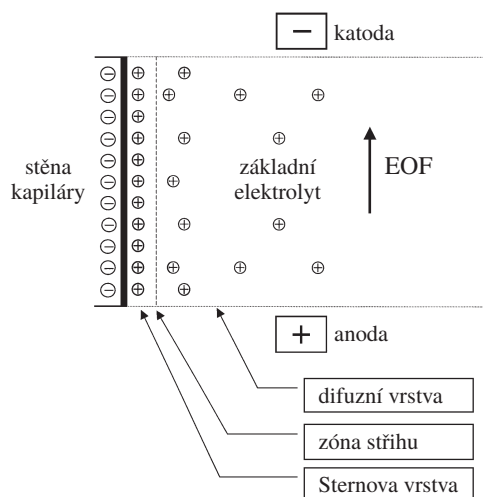 − katoda
stěna
kapiláry
základní
elektrolyt
EOF
+ anoda
difuzní vrstva
zóna střihu
Sternova vrstva